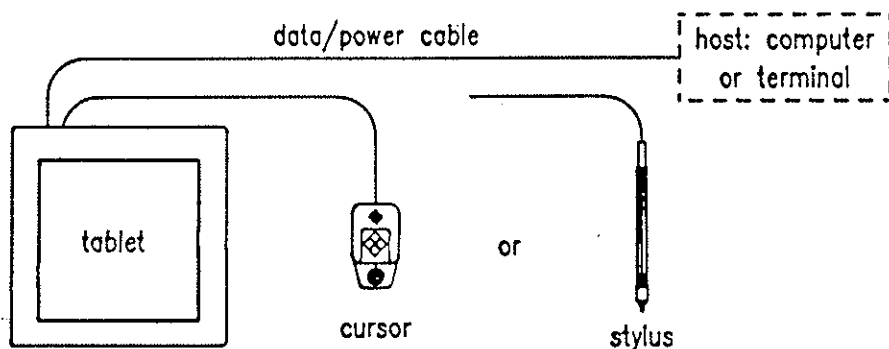 data/power cable
host: computer
or terminal
tablet
or
cursor
stylus